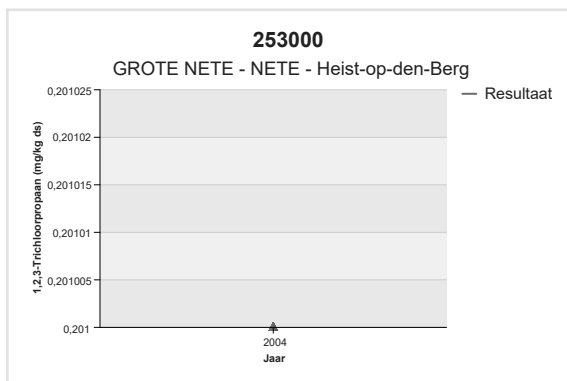 253000
GROTE NETE - NETE - Heist-op-den-Berg
Resultaat
1,2,3-Trichloorpropaan (mg/kg ds)
0,201025
0,20102
0,201015
0,20101
0,201005
0,201
2004
Jaar